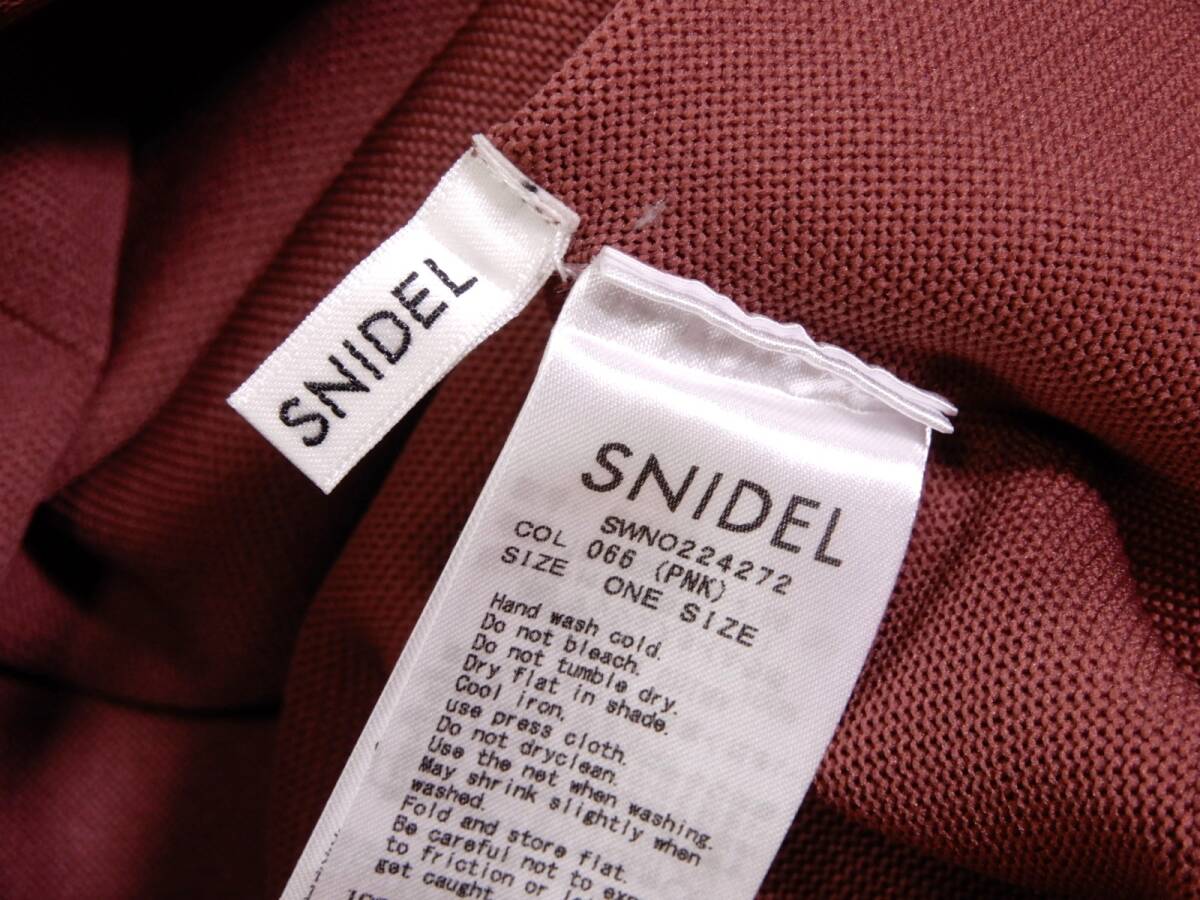 SNIDEL
SNIDEL
SWNO224272
COL 066 (PNK)
SIZE ONE SIZE
Hand wash cold.
Do not bleach.
Do not tumble dry.
Dry flat in shade.
Cool iron,
use press cloth.
Do not dryclean.
Use the net when washing.
May shrink slightly when
washed.
Fold and store flat.
Be careful not to
to friction or
get caught.